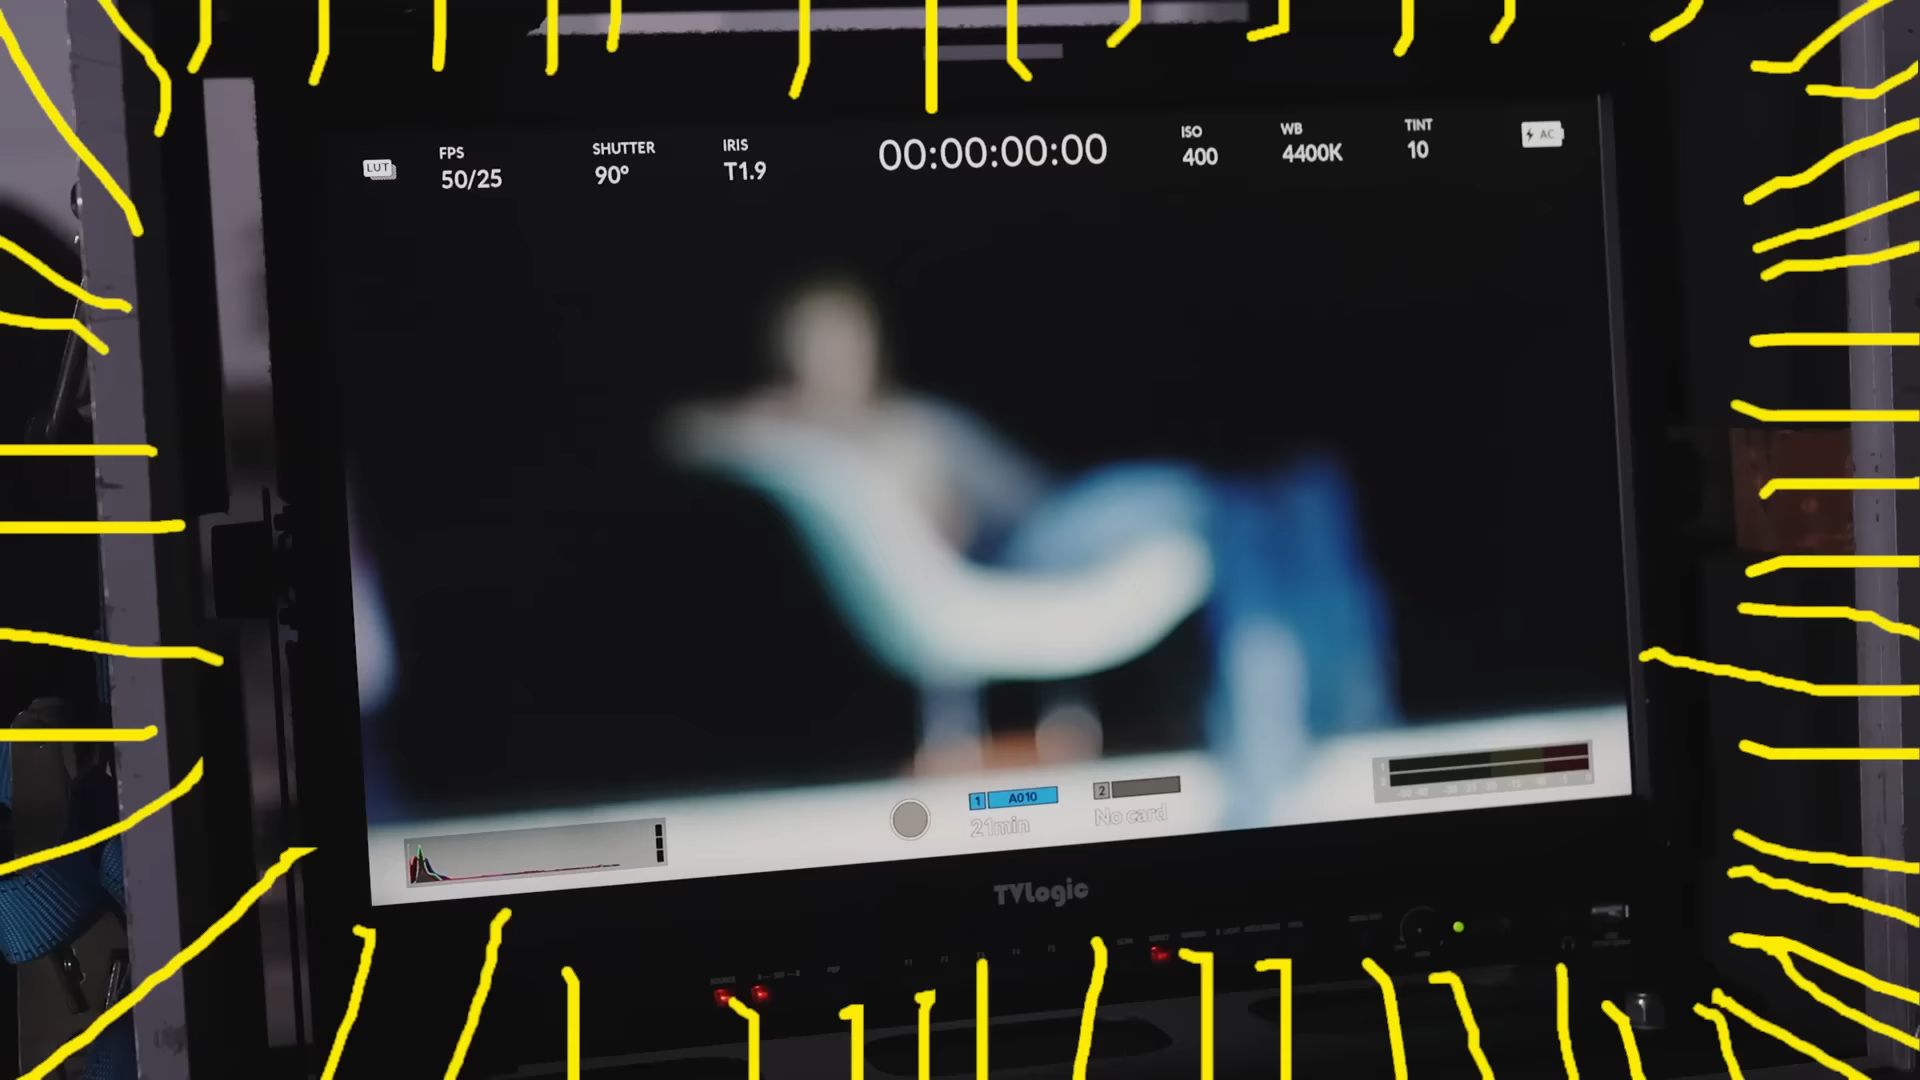 LUT
FPS
50/25
SHUTTER
90°
IRIS
T1.9
00:00:00:00
ISO
400
WB
4400K
TINT
10
AC
1 A010
21min
2
No card
TVLogic